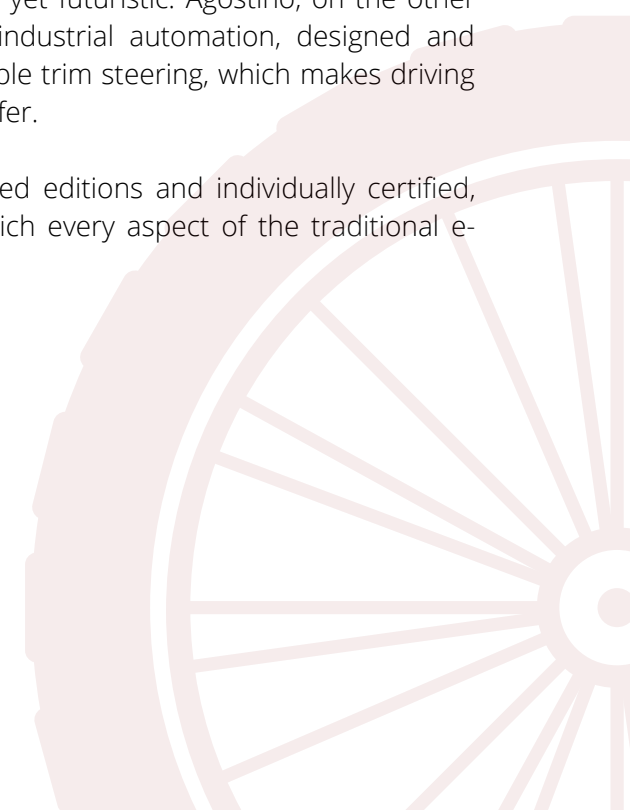 yet futuristic. Agostino, on the other
industrial automation, designed and
ble trim steering, which makes driving
fer.
ed editions and individually certified,
ich every aspect of the traditional e-